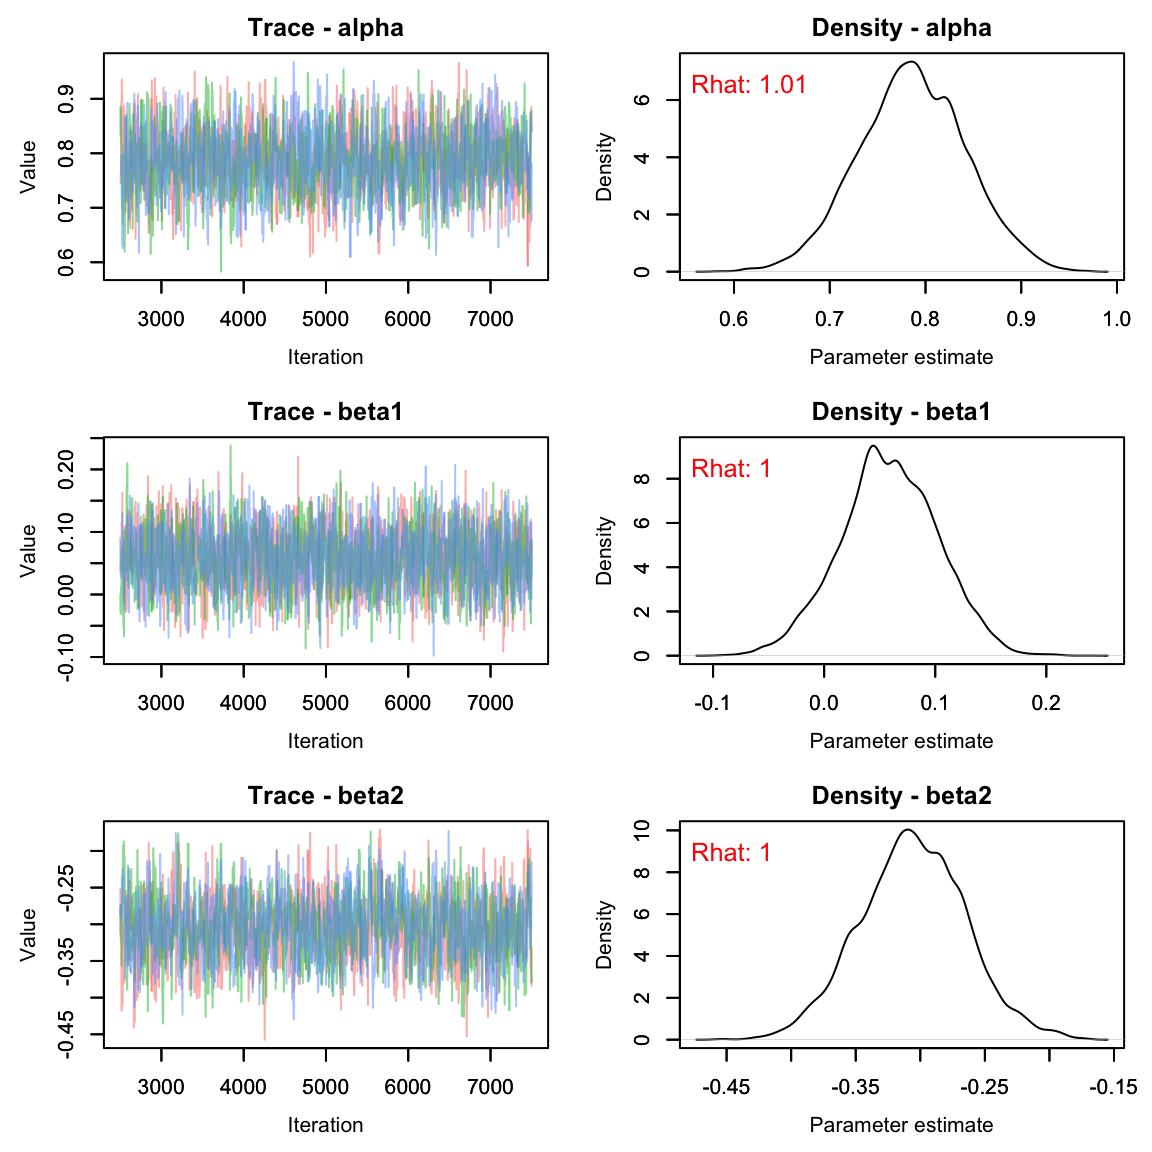 Trace - alpha
Value
0.6 0.7 0.8 0.9
3000 4000 5000 6000 7000
Iteration
Density - alpha
Rhat: 1.01
Density
0 2 4 6
0.6 0.7 0.8 0.9 1.0
Parameter estimate
Trace - beta1
Value
-0.10 0.00 0.10 0.20
3000 4000 5000 6000 7000
Iteration
Density - beta1
Rhat: 1
Density
0 2 4 6 8
-0.1 0.0 0.1 0.2
Parameter estimate
Trace - beta2
Value
-0.45 -0.35 -0.25
3000 4000 5000 6000 7000
Iteration
Density - beta2
Rhat: 1
Density
0 2 4 6 8 10
-0.45 -0.35 -0.25 -0.15
Parameter estimate